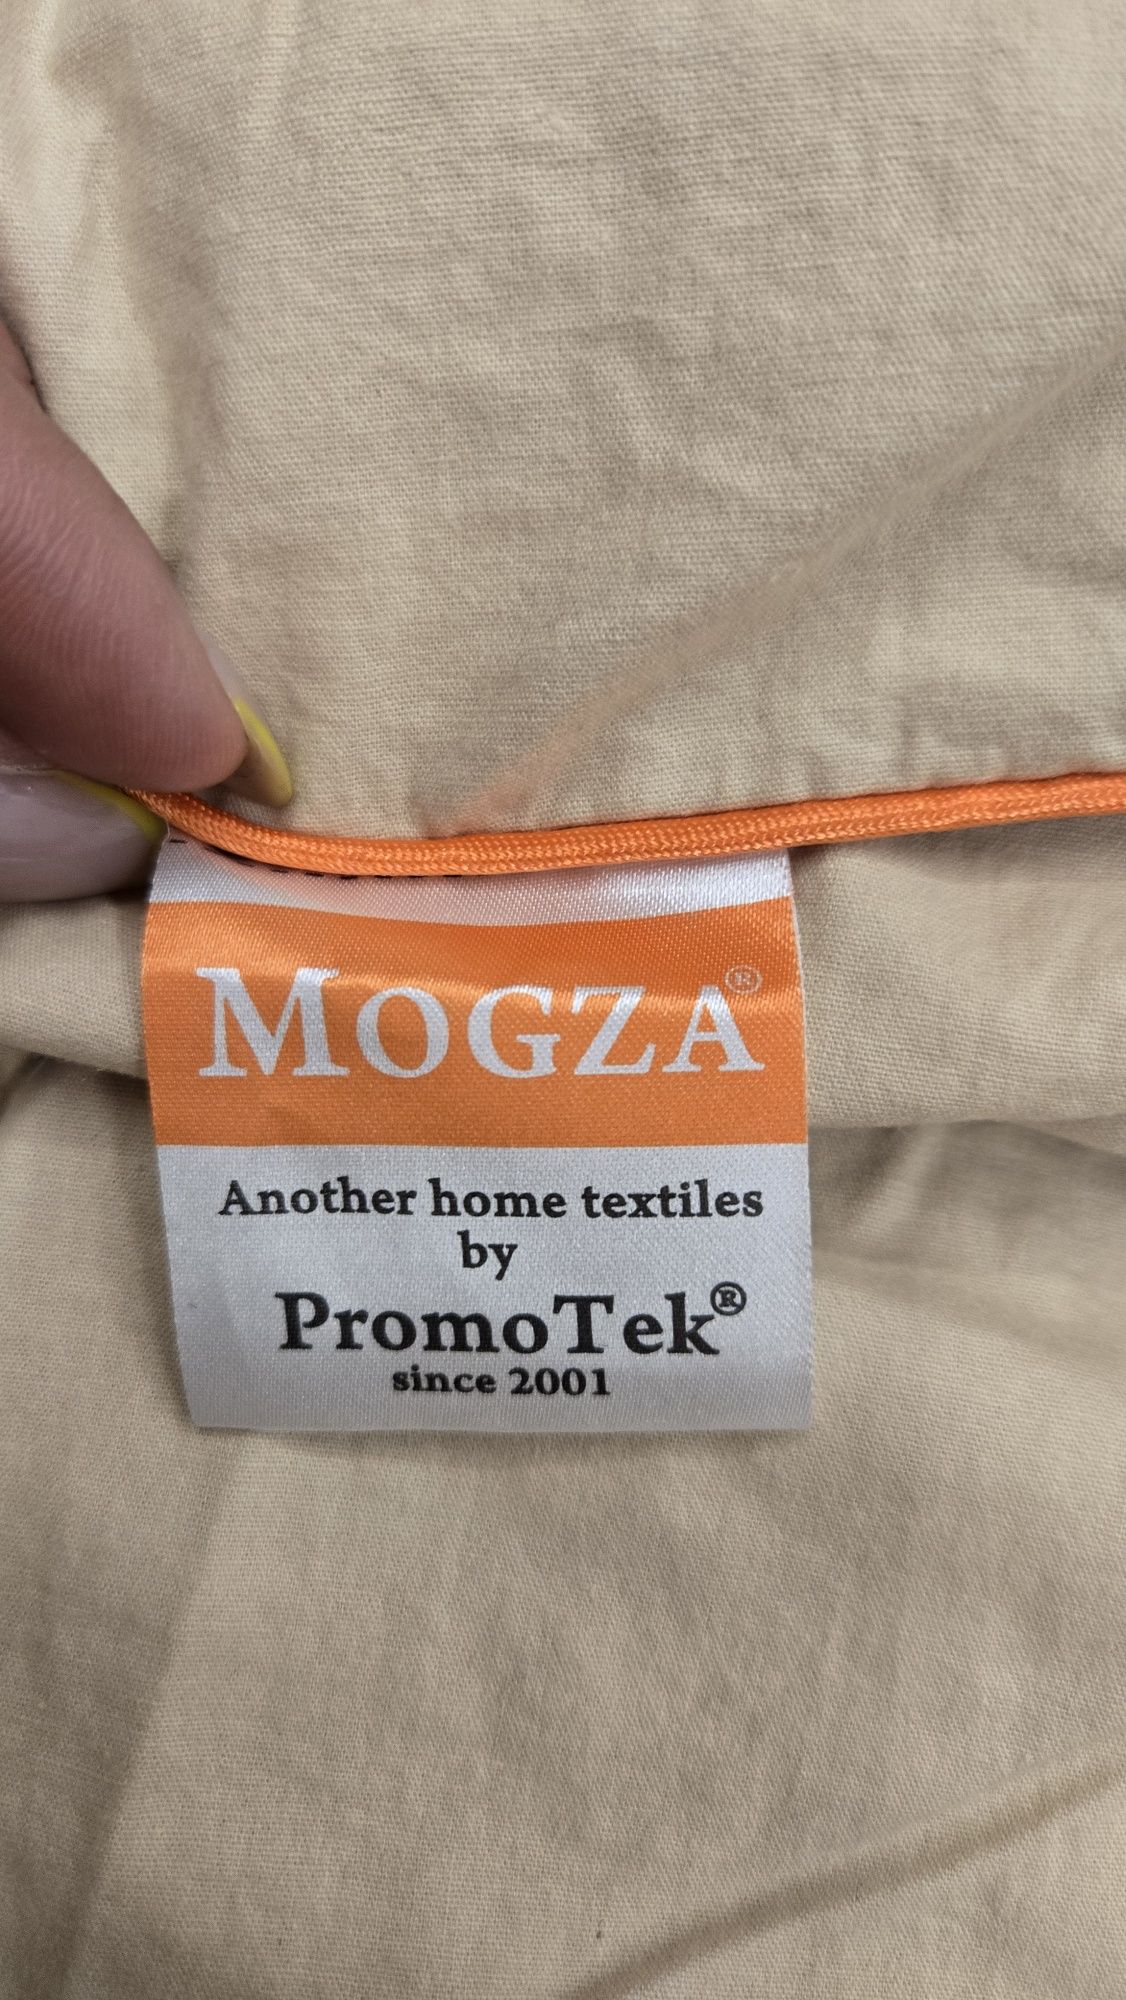 MOGZA®
Another home textiles
by
PromoTek®
since 2001